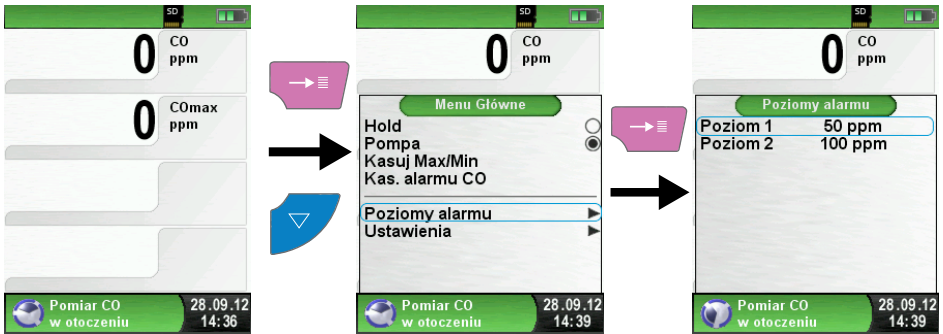 SD
0 CO
ppm
0 COmax
ppm
Pomiar CO
w otoczeniu
28.09.12
14:36
SD
0 CO
ppm
Menu Główne
Hold
Pompa
Kasuj Max/Min
Kas. alarmu CO
Poziomy alarmu
Ustawienia
Pomiar CO
w otoczeniu
28.09.12
14:39
SD
0 CO
ppm
Poziomy alarmu
Poziom 1 50 ppm
Poziom 2 100 ppm
Pomiar CO
w otoczeniu
28.09.12
14:39